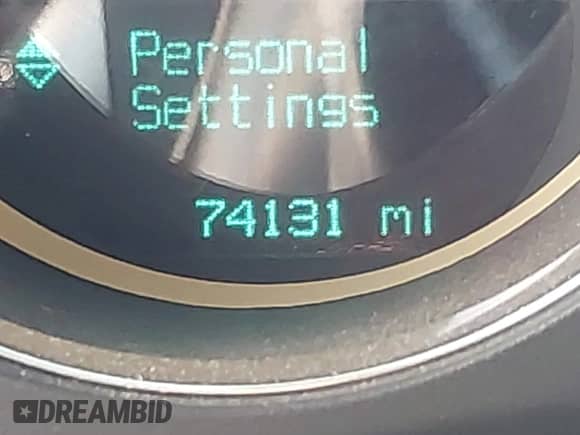 Personal
Settings
74131 mi
DREAMBID